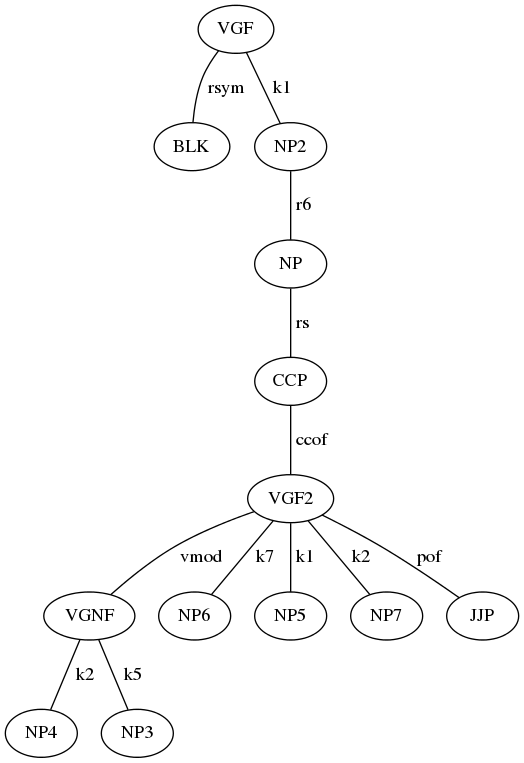 VGF
rsym k1
BLK NP2
r6
NP
rs
CCP
ccof
VGF2
vmod k7 k1 k2 pof
VGNF NP6 NP5 NP7 JJP
k2 k5
NP4 NP3